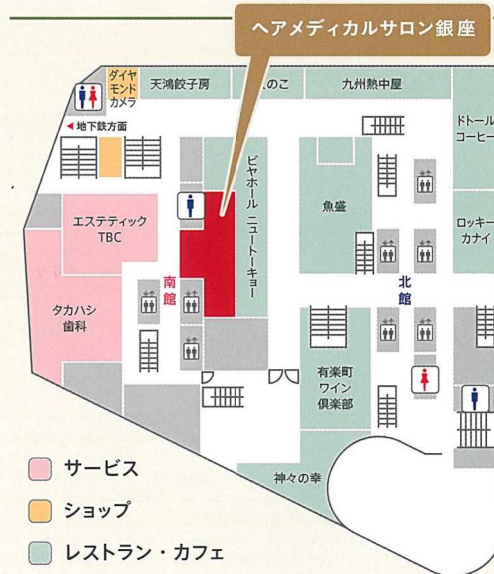 ヘアメディカルサロン銀座
ダイヤ
モンド
カメラ
天鴻餃子房
のこ
九州熱中屋
◀ 地下鉄方面
ドトール
コーヒー
エステティック
TBC
ビヤホール ニュートーキョー
魚盛
ロッキー
カナイ
南館
北館
タカハシ
歯科
有楽町
ワイン
倶楽部
神々の幸
サービス
ショップ
レストラン・カフェ